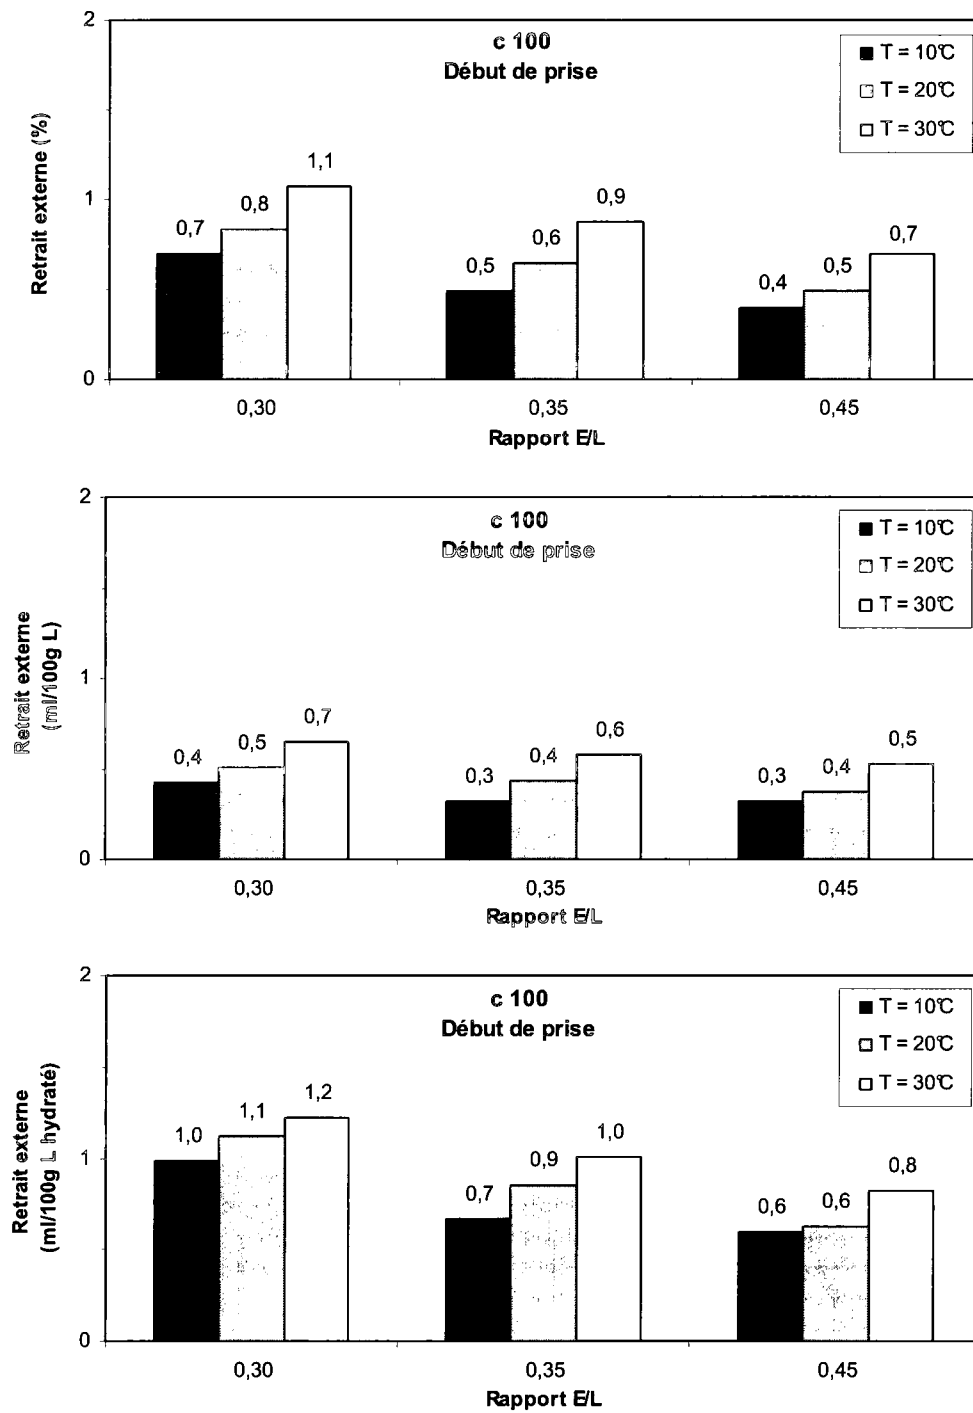 2
c 100
Début de prise
T = 10°C
T = 20°C
T = 30°C
Retrait externe (%)
1,1
0,8
0,7
0,9
0,6
0,5
0,7
0,5
0,4
1
0
0,30
0,35
0,45
Rapport E/L
2
c 100
Début de prise
T = 10°C
T = 20°C
T = 30°C
Retrait externe
(ml/100g L)
1
0,4
0,5
0,7
0,3
0,4
0,6
0,3
0,4
0,5
0
0,30
0,35
0,45
Rapport E/L
2
c 100
Début de prise
T = 10°C
T = 20°C
T = 30°C
Retrait externe
(ml/100g L hydraté)
1
1,0
1,1
1,2
0,7
0,9
1,0
0,6
0,6
0,8
0
0,30
0,35
0,45
Rapport E/L